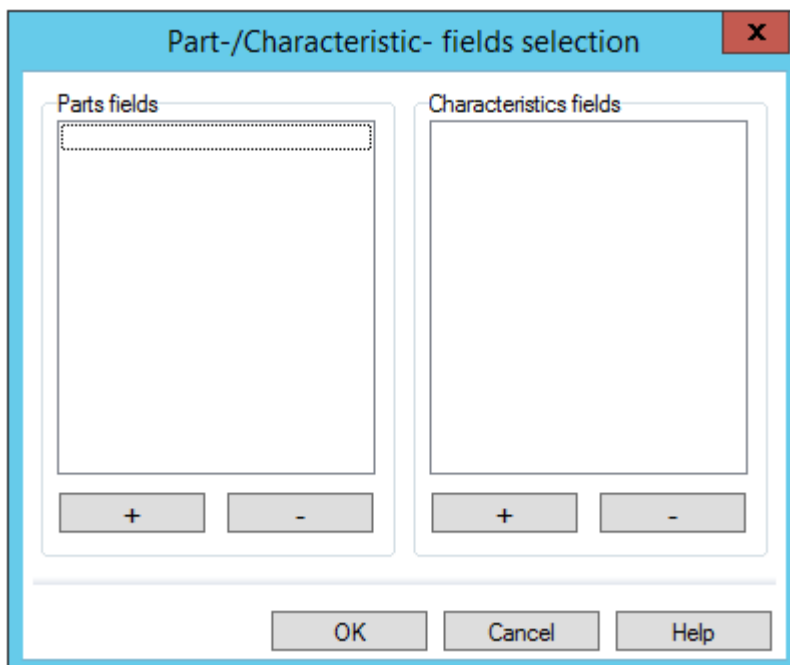 Part-/Characteristic- fields selection
x
Parts fields
Characteristics fields
+
-
+
-
OK
Cancel
Help